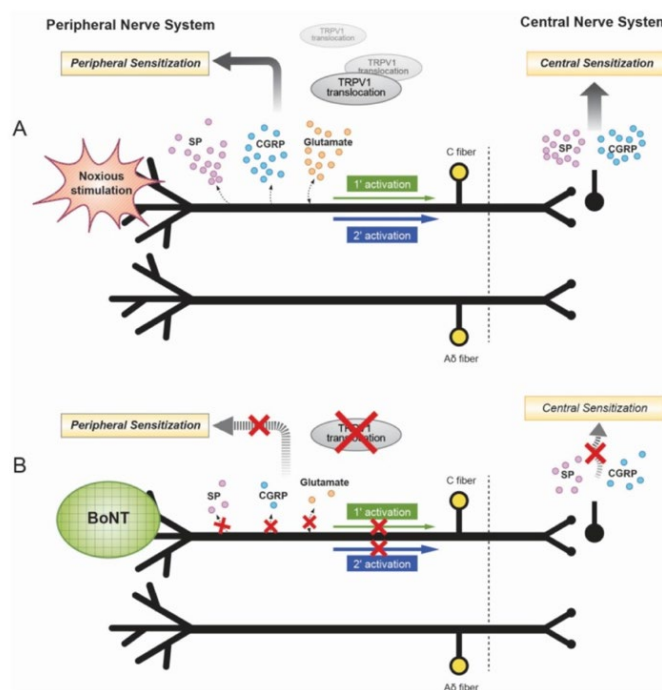 Peripheral Nerve System
Central Nerve System
TRPV1
translocation
TRPV1
translocation
TRPV1
translocation
Peripheral Sensitization
Central Sensitization
A
SP
CGRP
Glutamate
SP
CGRP
Noxious
stimulation
1' activation
C fiber
2' activation
Aδ fiber
Peripheral Sensitization
TRPV1
translocation
Central Sensitization
B
SP
CGRP
Glutamate
SP
CGRP
BoNT
1' activation
C fiber
2' activation
Aδ fiber